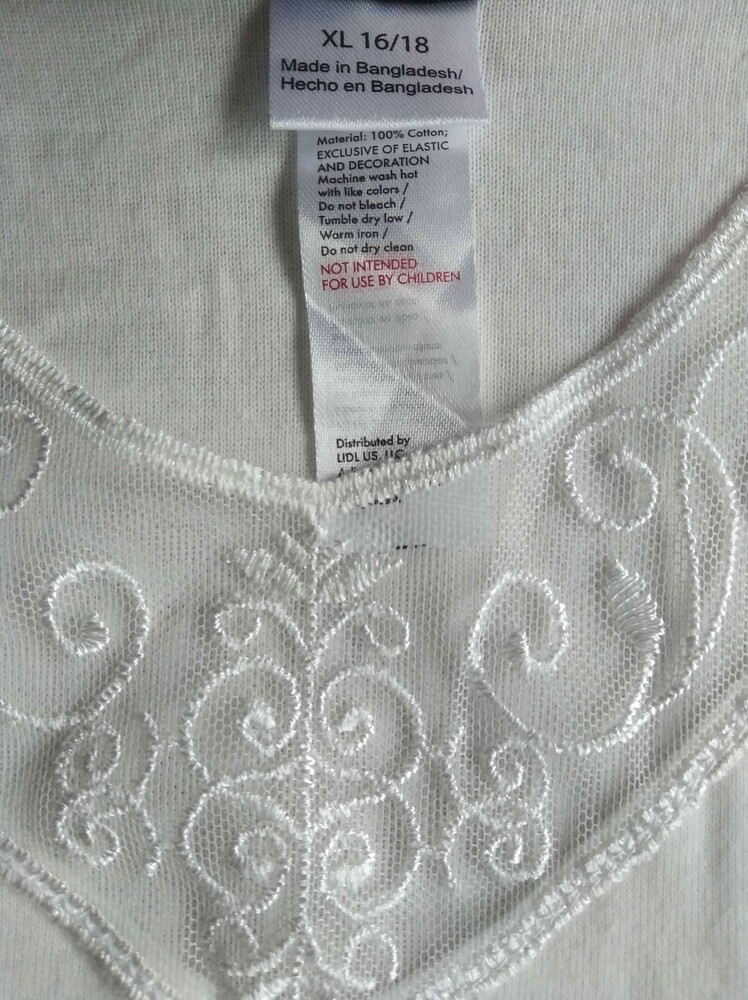 XL 16/18
Made in Bangladesh/
Hecho en Bangladesh
Material: 100% Cotton;
EXCLUSIVE OF ELASTIC
AND DECORATION
Machine wash hot
with like colors /
Do not bleach /
Tumble dry low /
Warm iron /
Do not dry clean
NOT INTENDED
FOR USE BY CHILDREN
Distributed by
LIDL US,